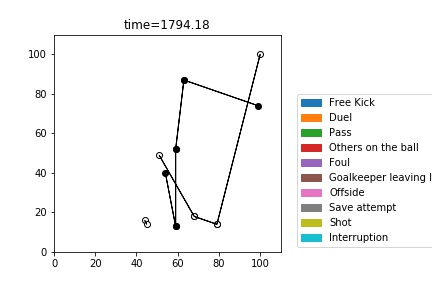 time=1794.18
100
80
60
40
20
0
0 20 40 60 80 100
Free Kick
Duel
Pass
Others on the ball
Foul
Goalkeeper leaving l
Offside
Save attempt
Shot
Interruption